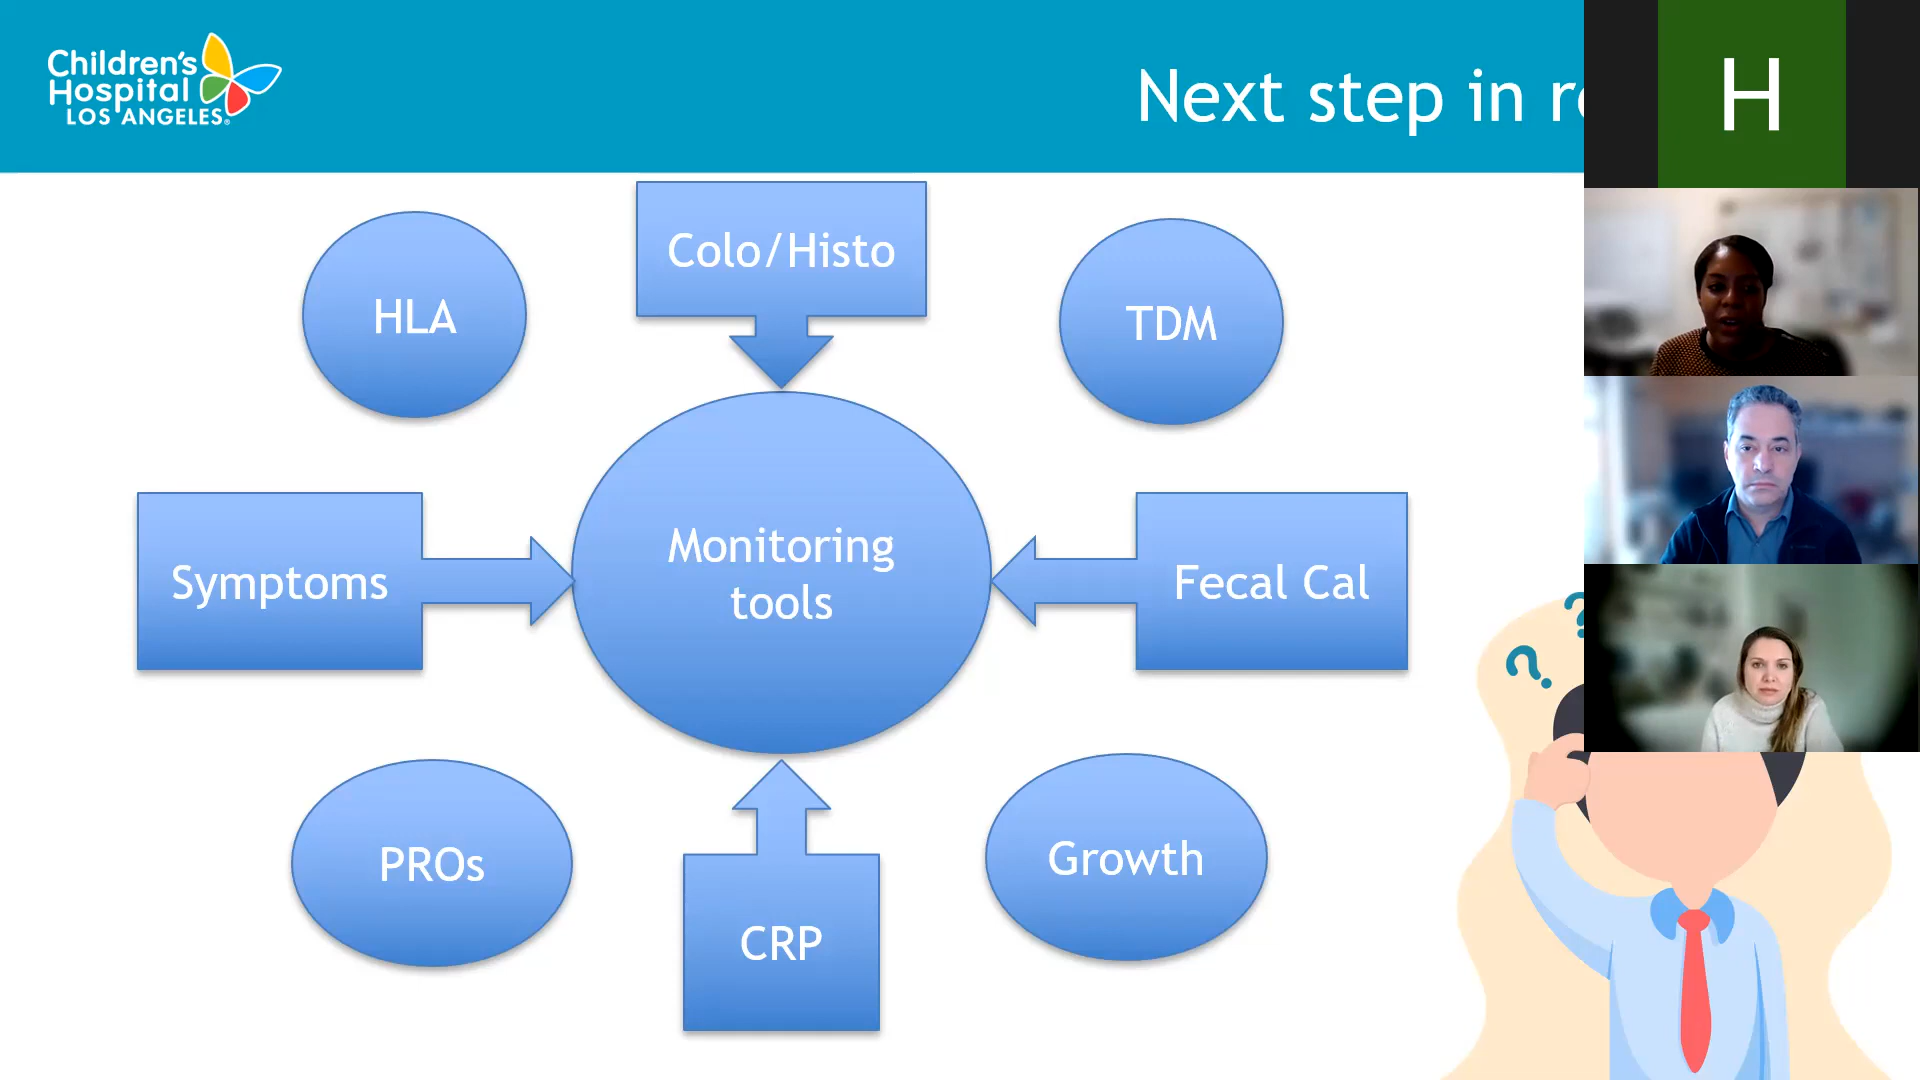 Children's
Hospital
LOS ANGELES®
Next step in
H
HLA
Colo/Histo
TDM
Symptoms
Monitoring
tools
Fecal Cal
PROs
CRP
Growth
? ?